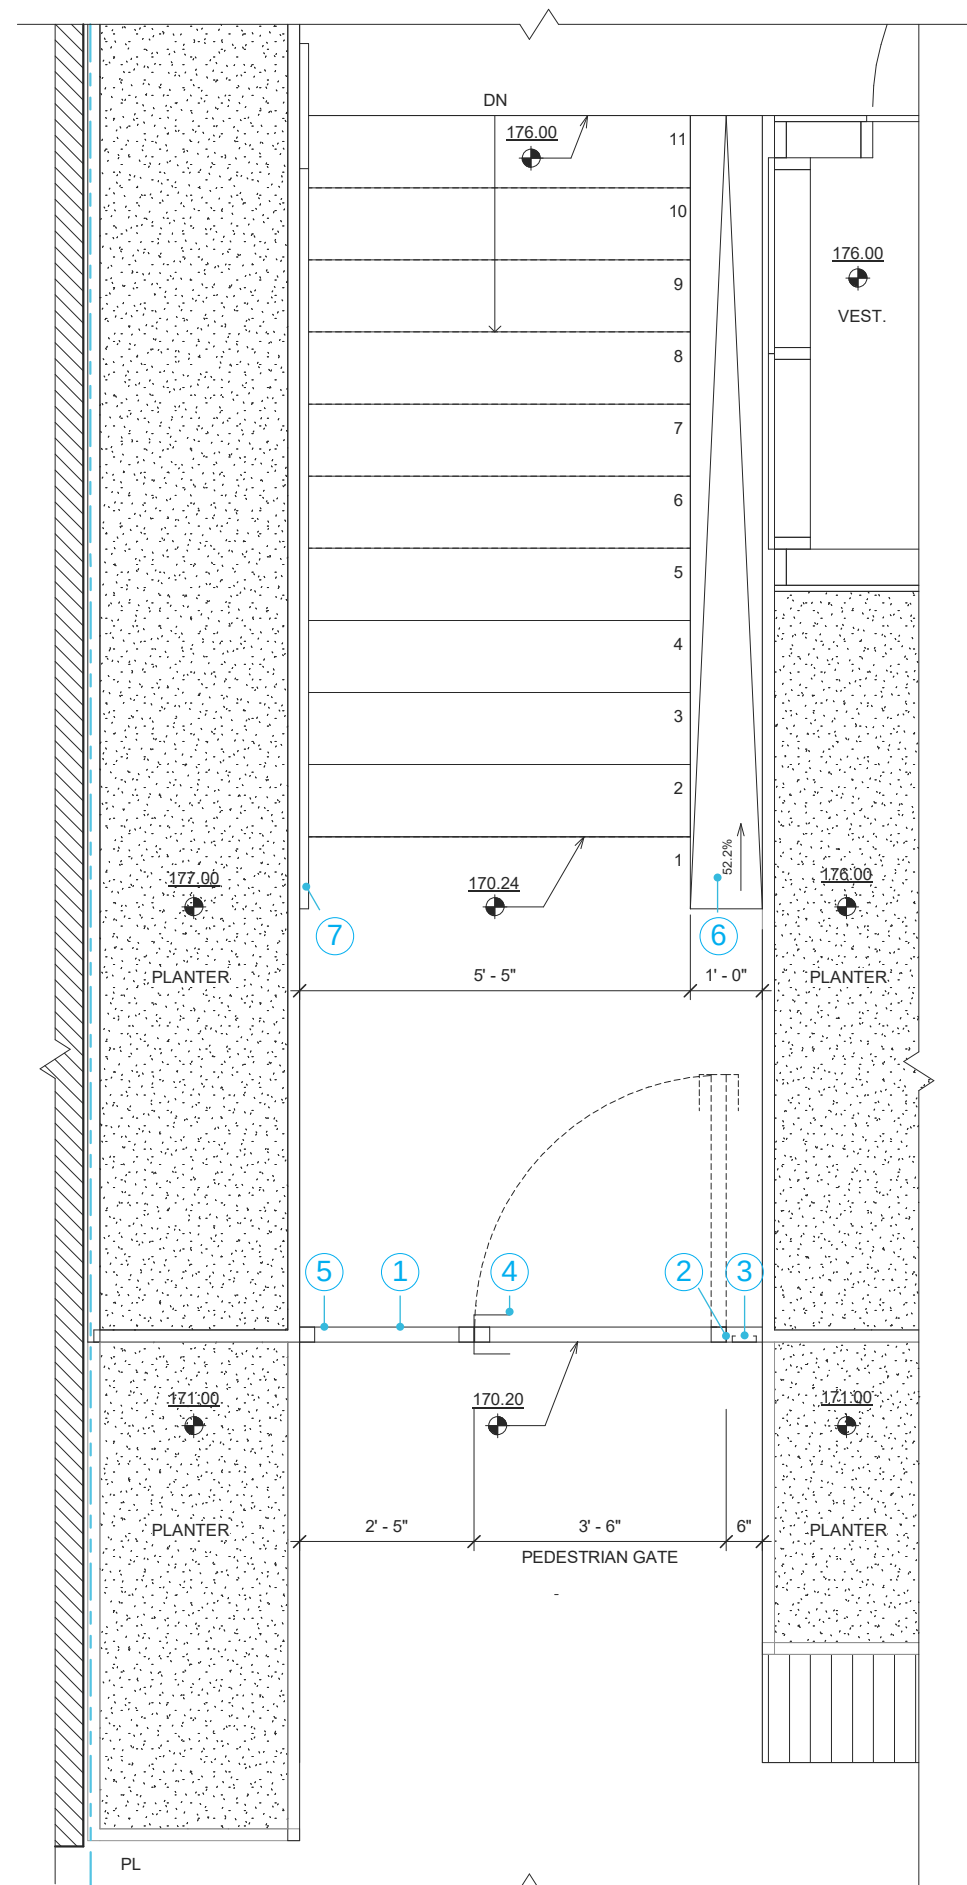 DN
176.00
11
10
176.00
9
VEST.
8
7
6
5
4
3
2
1
52.2%
177.00
170.24
176.00
7
6
PLANTER
5' - 5"
1' - 0"
PLANTER
5
1
4
2
3
171.00
170.20
171.00
PLANTER
2' - 5"
3' - 6"
6"
PLANTER
PEDESTRIAN GATE
-
PL